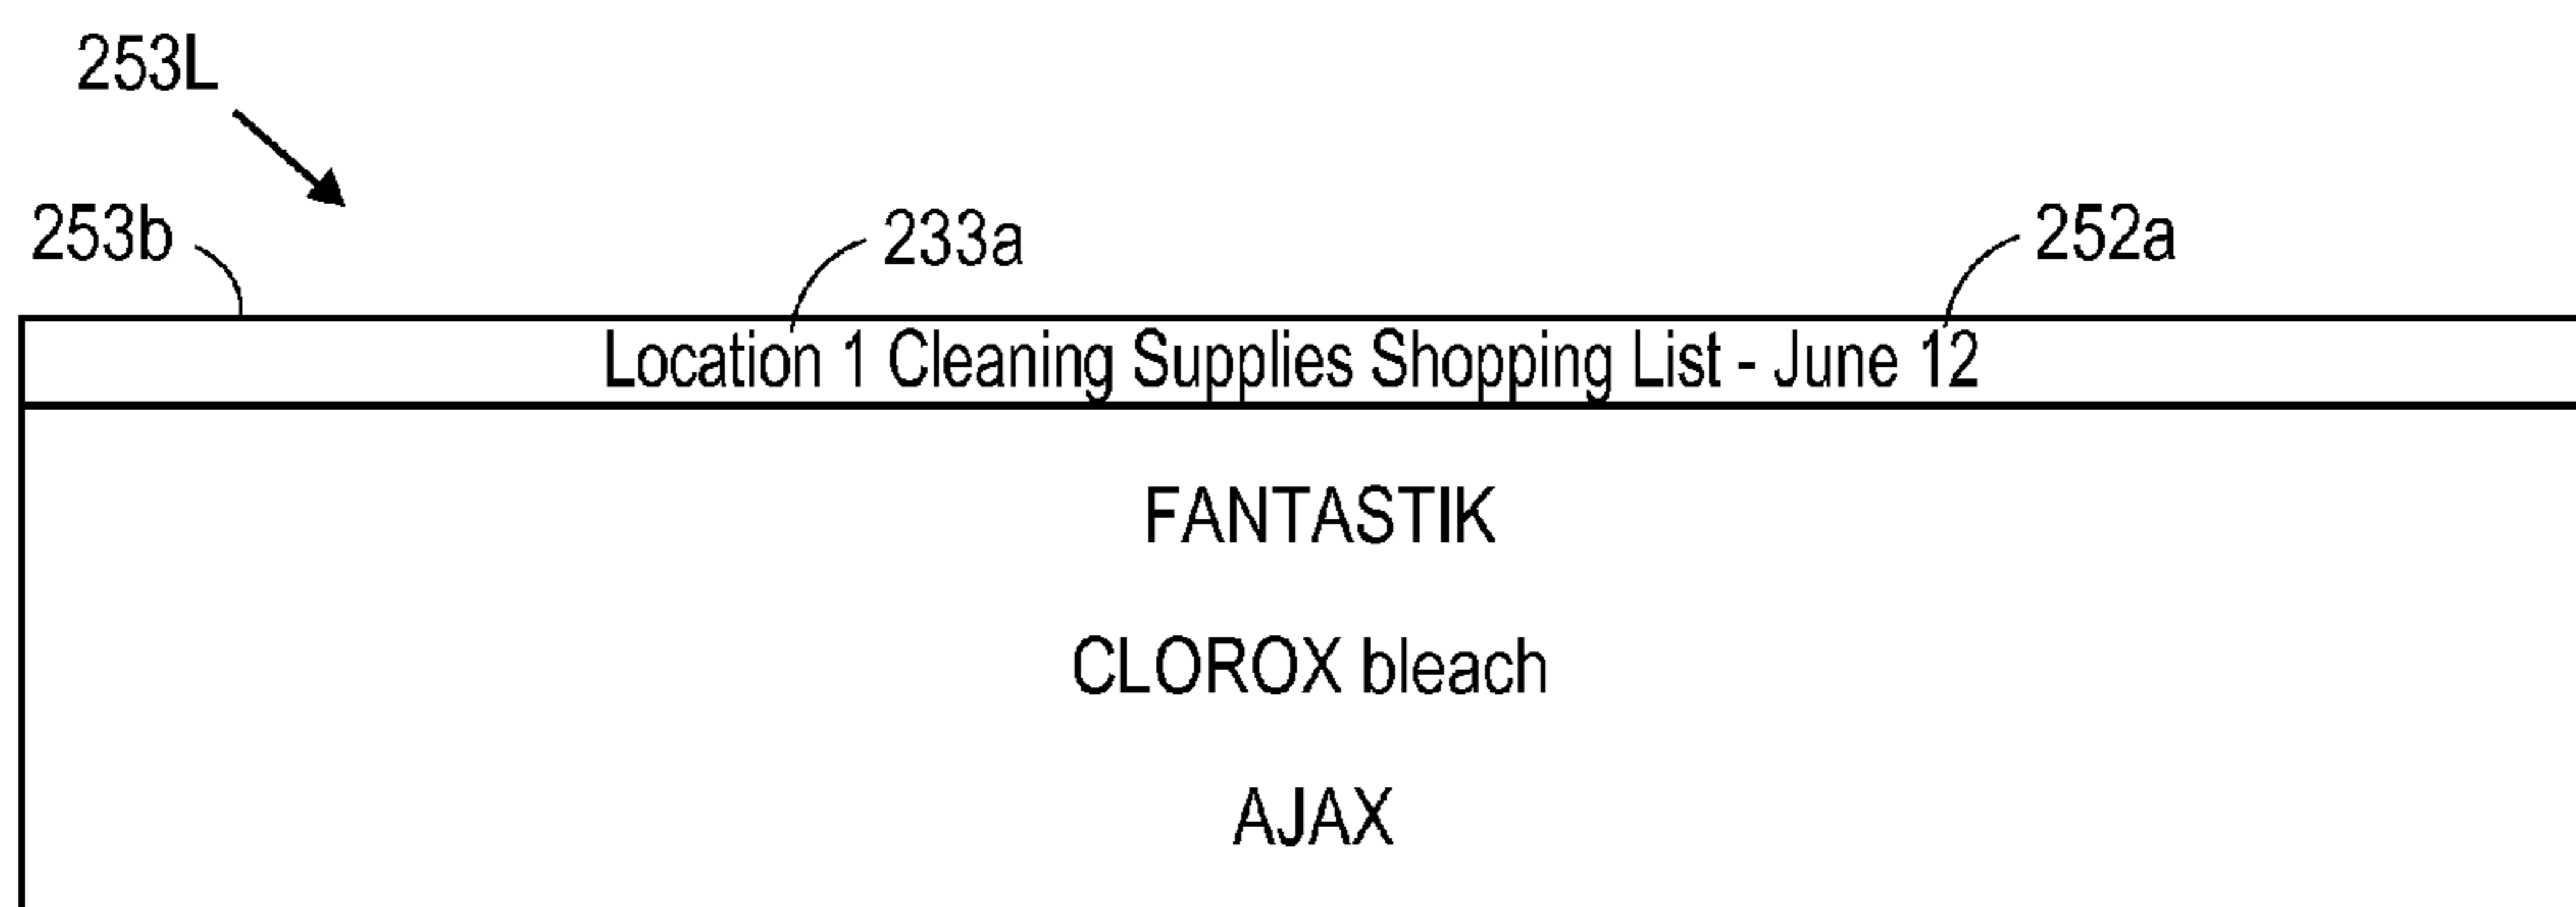 253L
253b
233a
252a
Location 1 Cleaning Supplies Shopping List - June 12
FANTASTIK
CLOROX bleach
AJAX